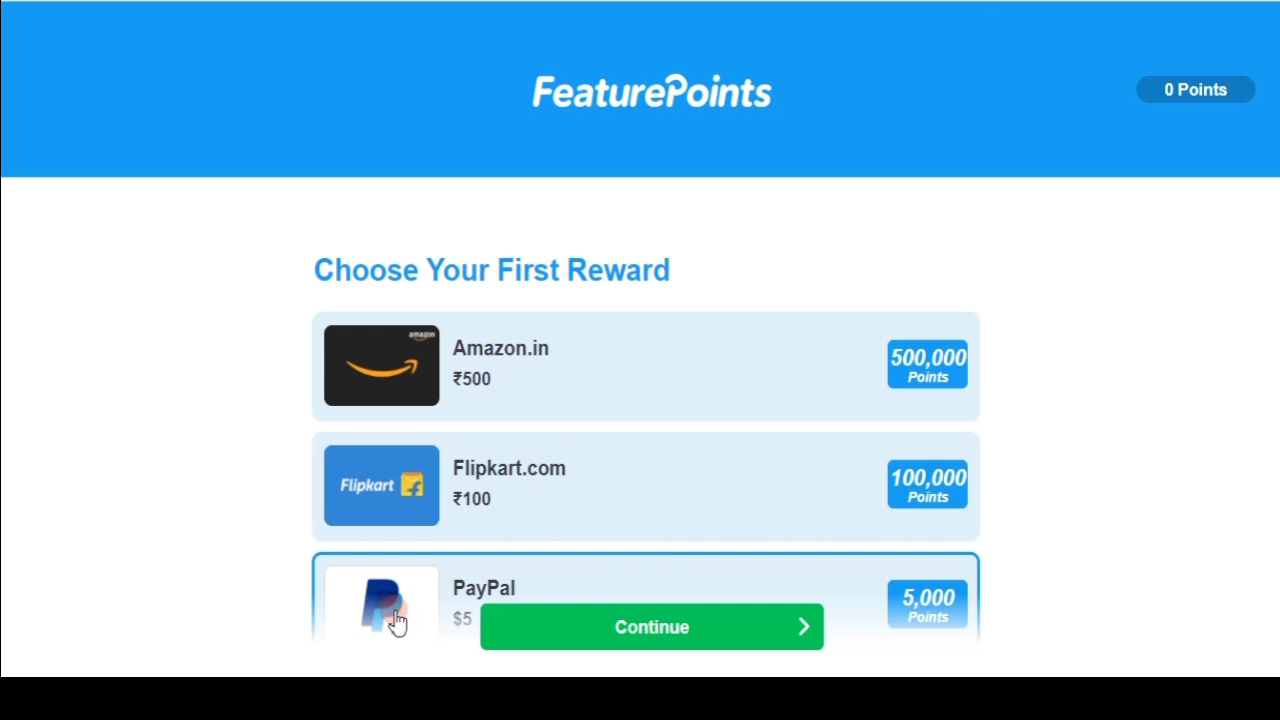 FeaturePoints
0 Points
Choose Your First Reward
amazon
Amazon.in
₹500
500,000
Points
Flipkart
Flipkart.com
₹100
100,000
Points
PayPal
$5
5,000
Points
Continue